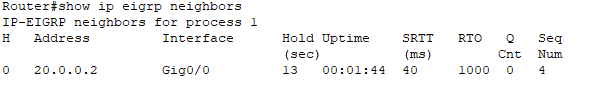 Router#show ip eigrp neighbors
IP-EIGRP neighbors for process 1
H   Address         Interface      Hold Uptime    SRTT   RTO   Q   Seq
                                   (sec)          (ms)        Cnt  Num
0   20.0.0.2        Gig0/0         13   00:01:44  40     1000  0   4